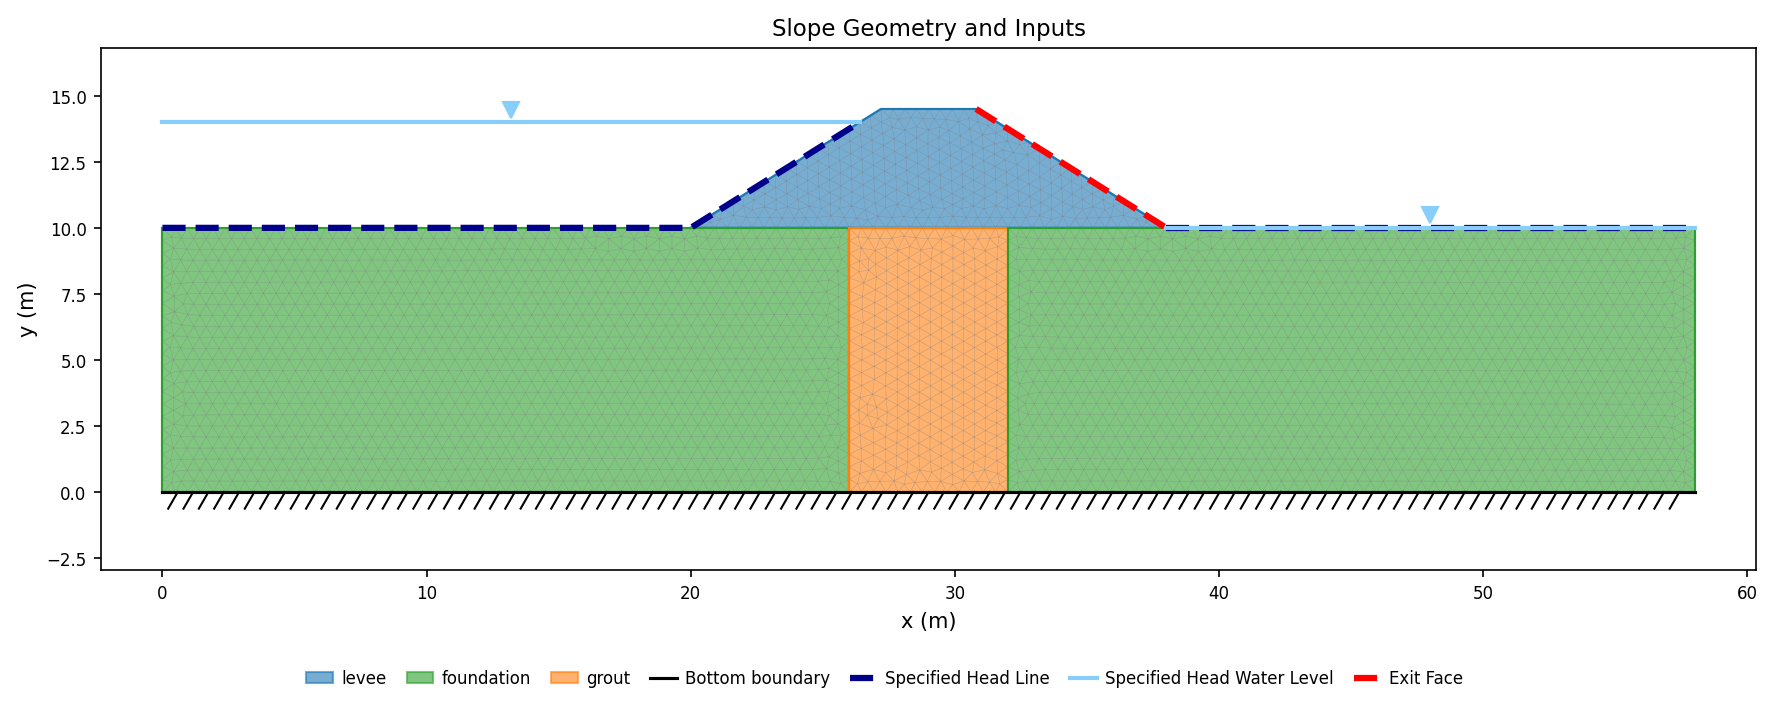 Slope Geometry and Inputs
y (m)
15.0
12.5
10.0
7.5
5.0
2.5
0.0
−2.5
0 10 20 30 40 50 60
x (m)
levee foundation grout Bottom boundary Specified Head Line Specified Head Water Level Exit Face